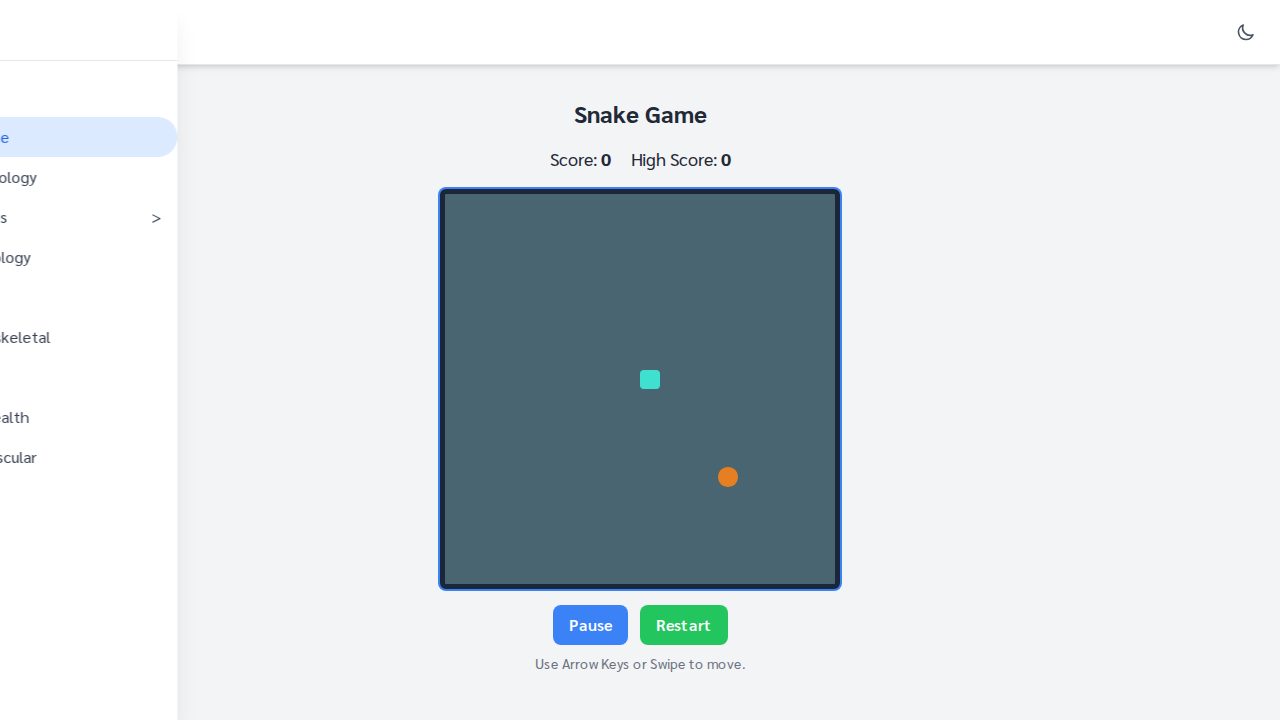 e
ology
s >
logy
keletal
ealth
scular
Snake Game
Score: 0 High Score: 0
Pause Restart
Use Arrow Keys or Swipe to move.